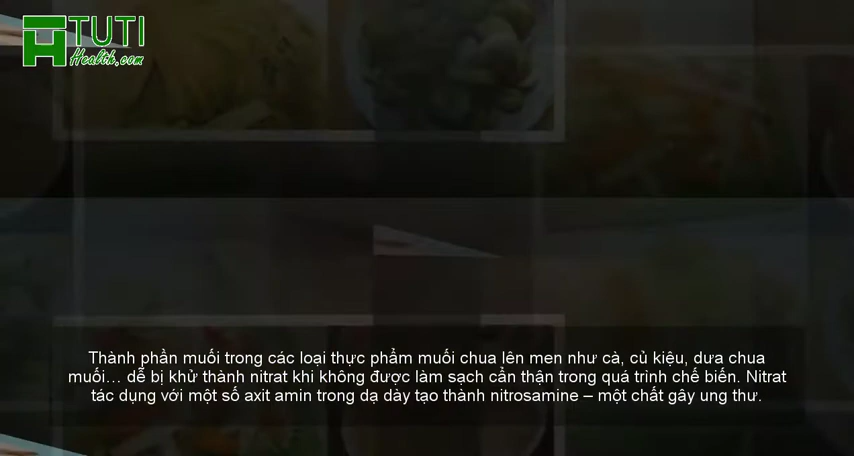 TUTI
Health.com
Thành phần muối trong các loại thực phẩm muối chua lên men như cà, củ kiệu, dưa chua
muối… dễ bị khử thành nitrat khi không được làm sạch cẩn thận trong quá trình chế biến. Nitrat
tác dụng với một số axit amin trong dạ dày tạo thành nitrosamine – một chất gây ung thư.